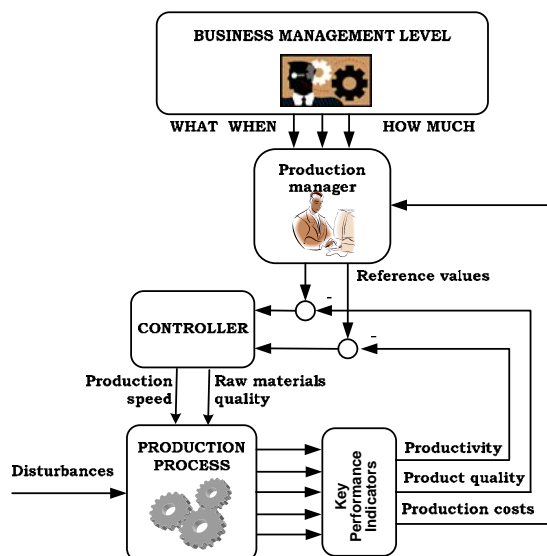 BUSINESS MANAGEMENT LEVEL
WHAT WHEN
HOW MUCH
Production
manager
Reference values
-
-
CONTROLLER
Production
speed
Raw materials
quality
PRODUCTION
PROCESS
Disturbances
Key
Performance
Indicators
Productivity
Product quality
Production costs